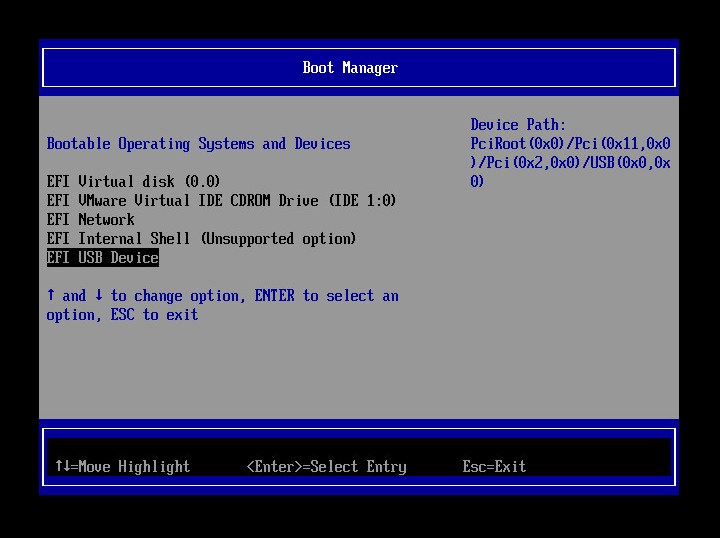 Boot Manager
Bootable Operating Systems and Devices
EFI Virtual disk (0.0)
EFI VMware Virtual IDE CDROM Drive (IDE 1:0)
EFI Network
EFI Internal Shell (Unsupported option)
EFI USB Device
↑ and ↓ to change option, ENTER to select an
option, ESC to exit
Device Path:
PciRoot(0x0)/Pci(0x11,0x0
)/Pci(0x2,0x0)/USB(0x0,0x
0)
↑↓=Move Highlight <Enter>=Select Entry Esc=Exit